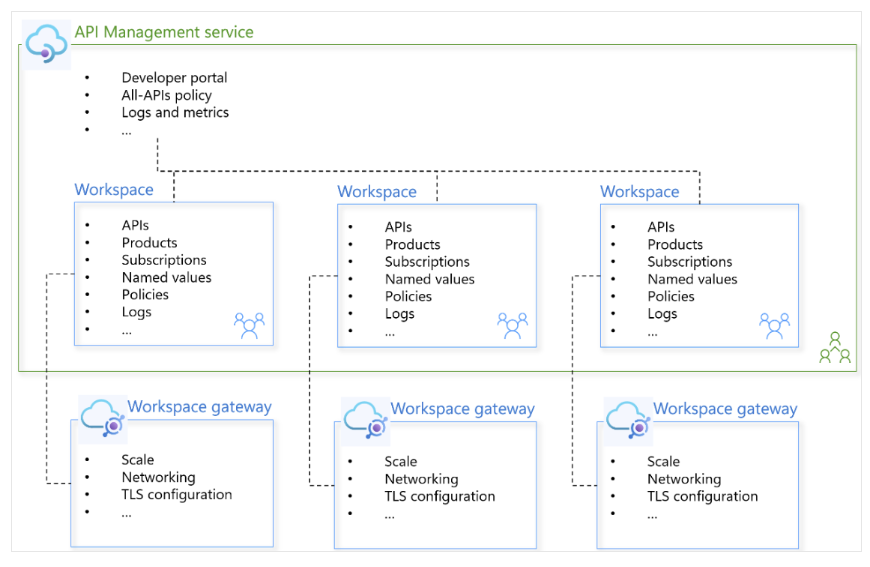 API Management service
• Developer portal
• All-APIs policy
• Logs and metrics
• ...
Workspace
• APIs
• Products
• Subscriptions
• Named values
• Policies
• Logs
• ...
Workspace
• APIs
• Products
• Subscriptions
• Named values
• Policies
• Logs
• ...
Workspace
• APIs
• Products
• Subscriptions
• Named values
• Policies
• Logs
• ...
Workspace gateway
• Scale
• Networking
• TLS configuration
• ...
Workspace gateway
• Scale
• Networking
• TLS configuration
• ...
Workspace gateway
• Scale
• Networking
• TLS configuration
• ...